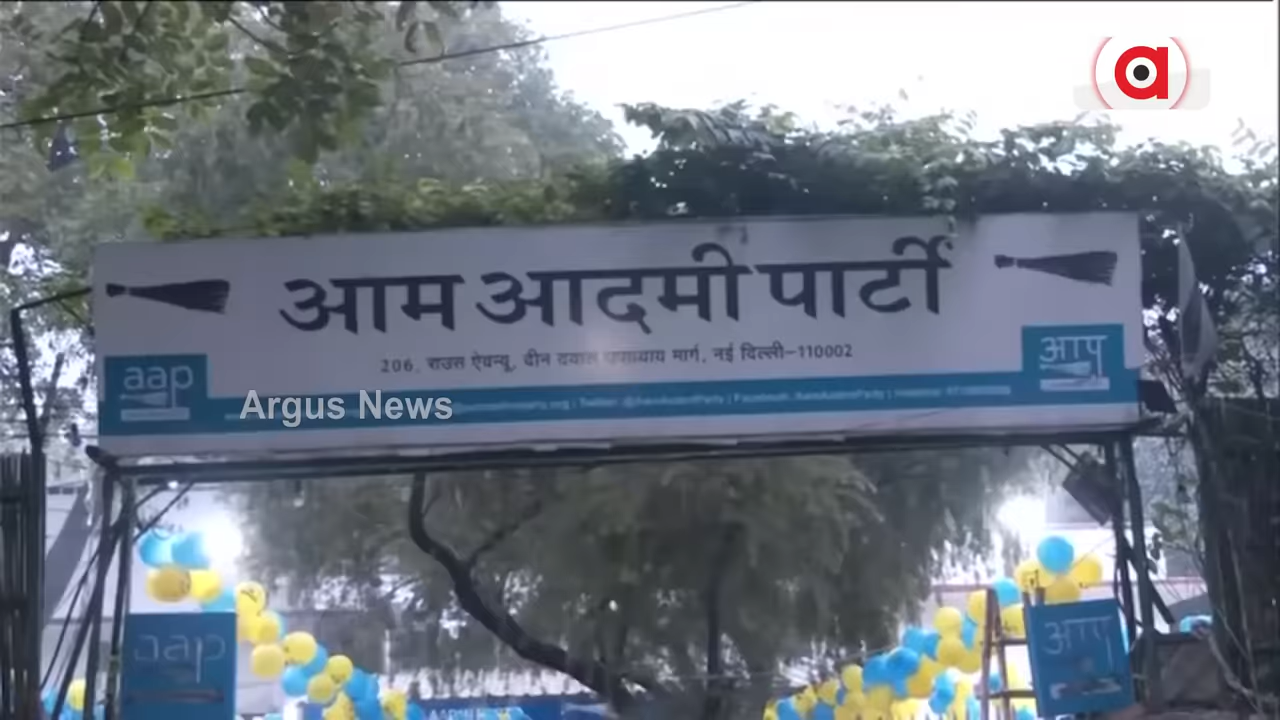 a
आम आदमी पार्टी
206, राउस ऐवन्यू, दीन दयाल उपाध्याय मार्ग, नई दिल्ली-110002
aap
आप
Argus News
aap
आप